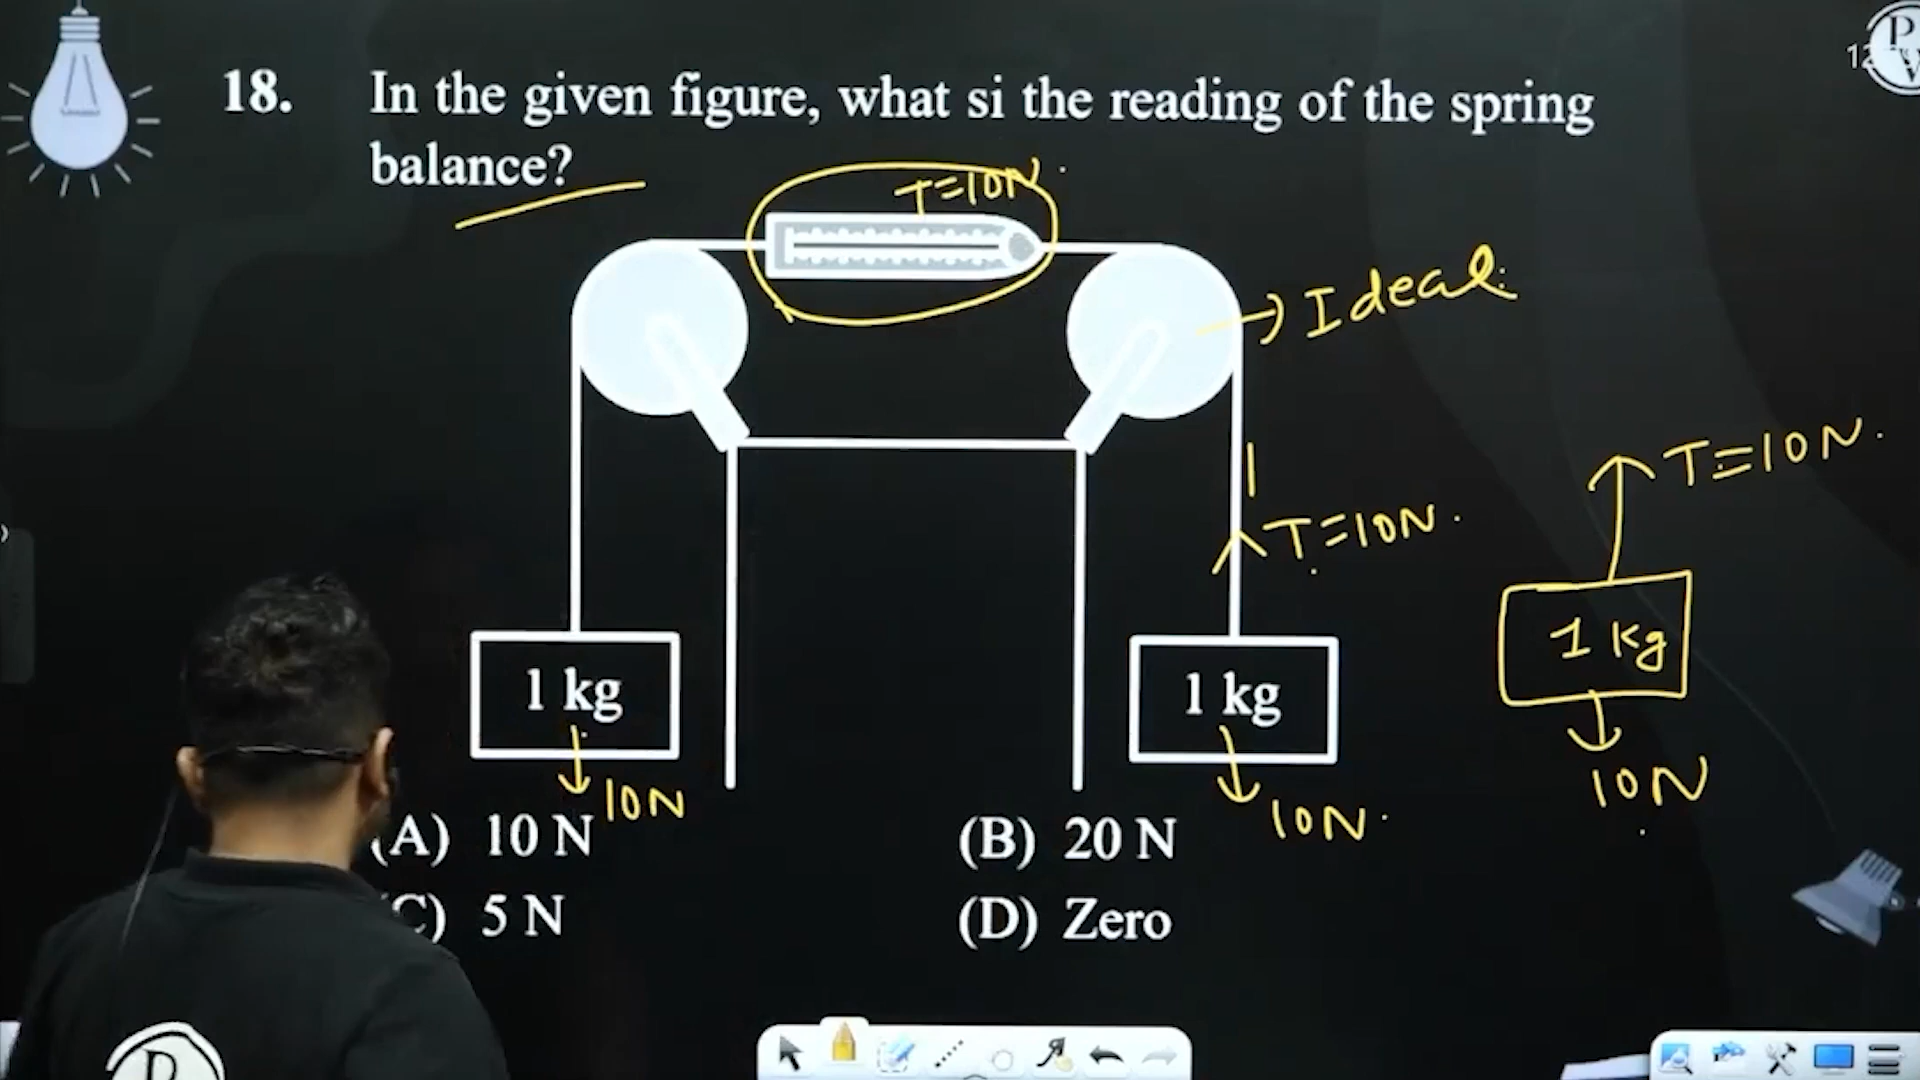 18. In the given figure, what si the reading of the spring
balance?
T=10N
Ideal
T=10N
T=10N
1 kg
1 kg
1 kg
10N
10N
10N
(A) 10 N
(B) 20 N
C) 5 N
(D) Zero